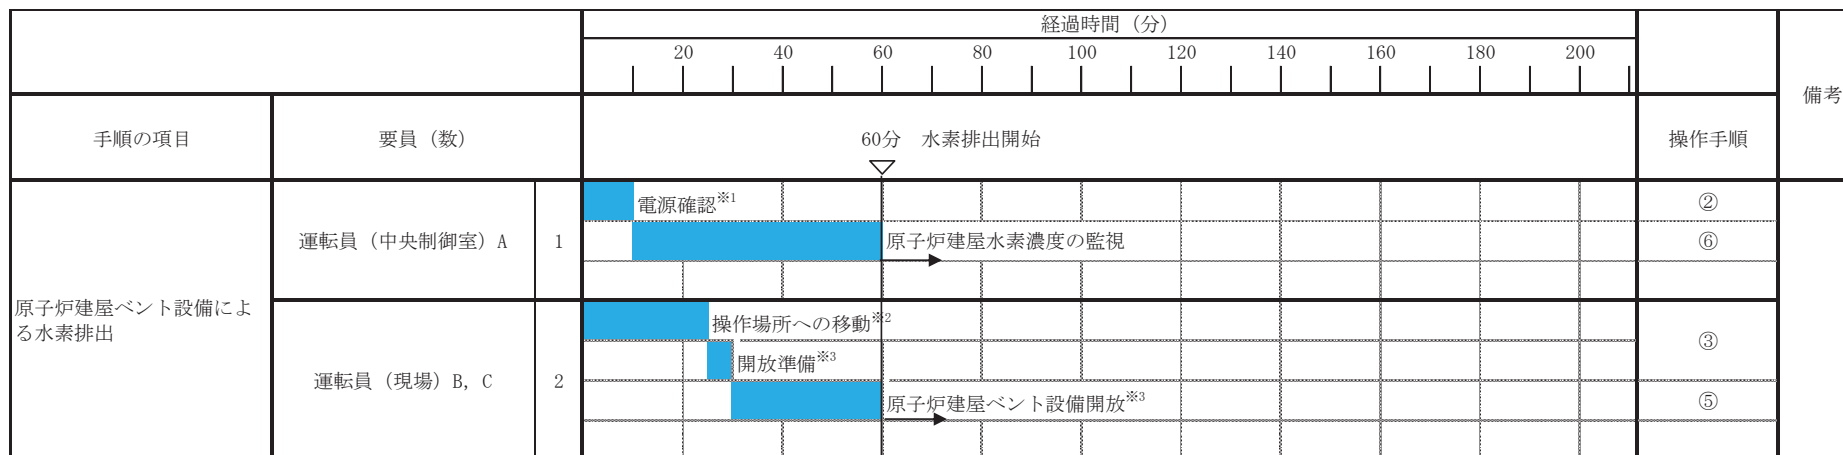 経過時間（分）
20 40 60 80 100 120 140 160 180 200
備考
手順の項目 要員（数） 60分 水素排出開始 操作手順
電源確認※1 ②
運転員（中央制御室）A 1 原子炉建屋水素濃度の監視 ⑥
原子炉建屋ベント設備によ
る水素排出
操作場所への移動※2
③
開放準備※3
運転員（現場）B, C 2
原子炉建屋ベント設備開放※3 ⑤